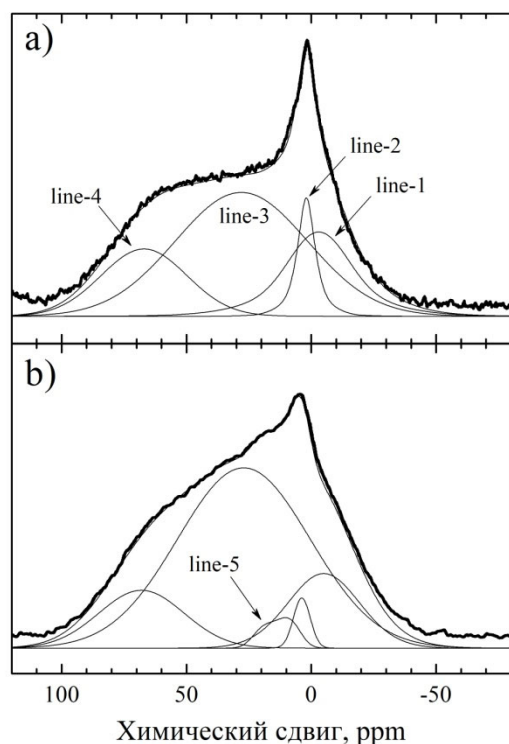 a)
line-2
line-1
line-4
line-3
b)
line-5
100 50 0 -50
Химический сдвиг, ppm